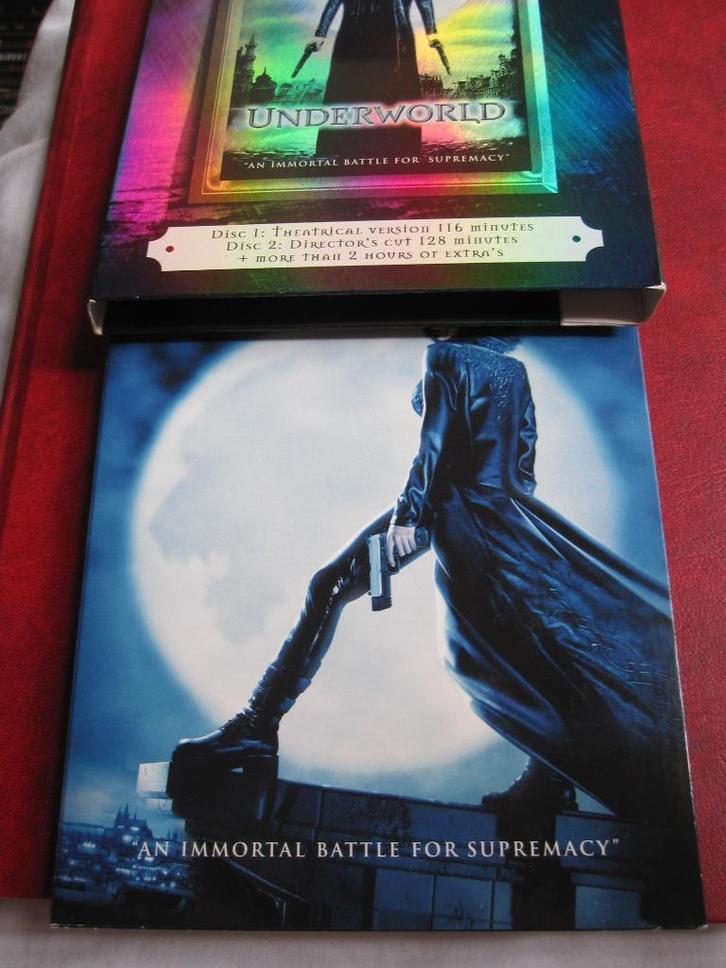 UNDERWORLD
"AN IMMORTAL BATTLE FOR SUPREMACY"
DISC 1: THEATRICAL VERSION 116 MINUTES
DISC 2: DIRECTOR'S CUT 128 MINUTES
+ MORE THAN 2 HOURS OF EXTRA'S
"AN IMMORTAL BATTLE FOR SUPREMACY"